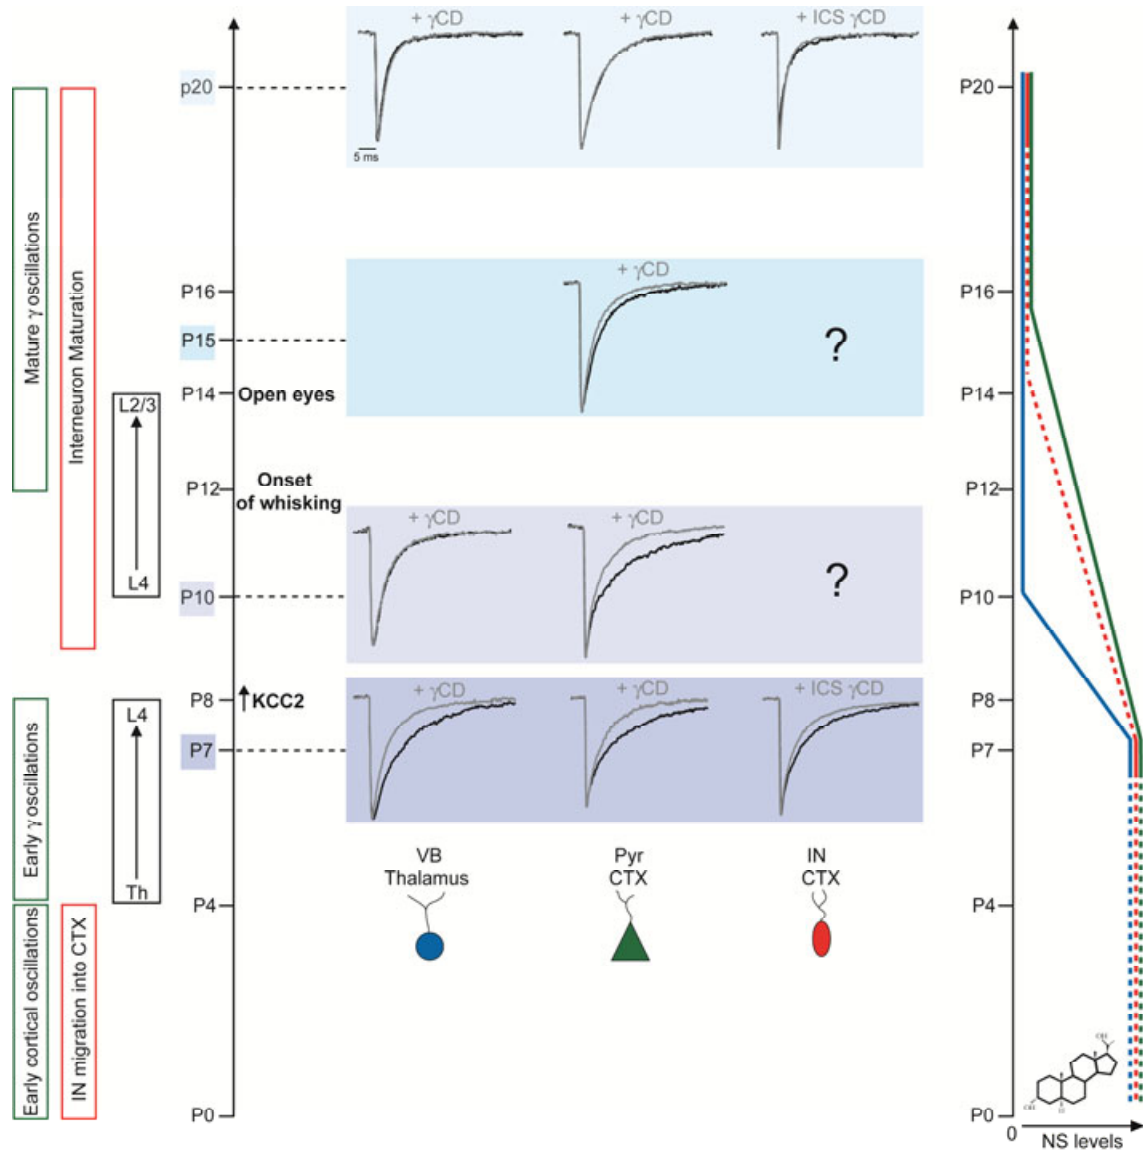 + γCD
+ γCD
+ ICS γCD
p20
5 ms
P20
Mature γ oscillations
Interneuron Maturation
+ γCD
P16
P16
P15
?
P14
Open eyes
P14
L2/3
Onset
of whisking
P12
P12
+ γCD
+ γCD
L4
P10
?
P10
P8
KCC2
+ γCD
+ γCD
+ ICS γCD
P8
L4
P7
P7
Early γ oscillations
Th
VB
Thalamus
Pyr
CTX
IN
CTX
P4
P4
Early cortical oscillations
IN migration into CTX
P0
P0
0
NS levels